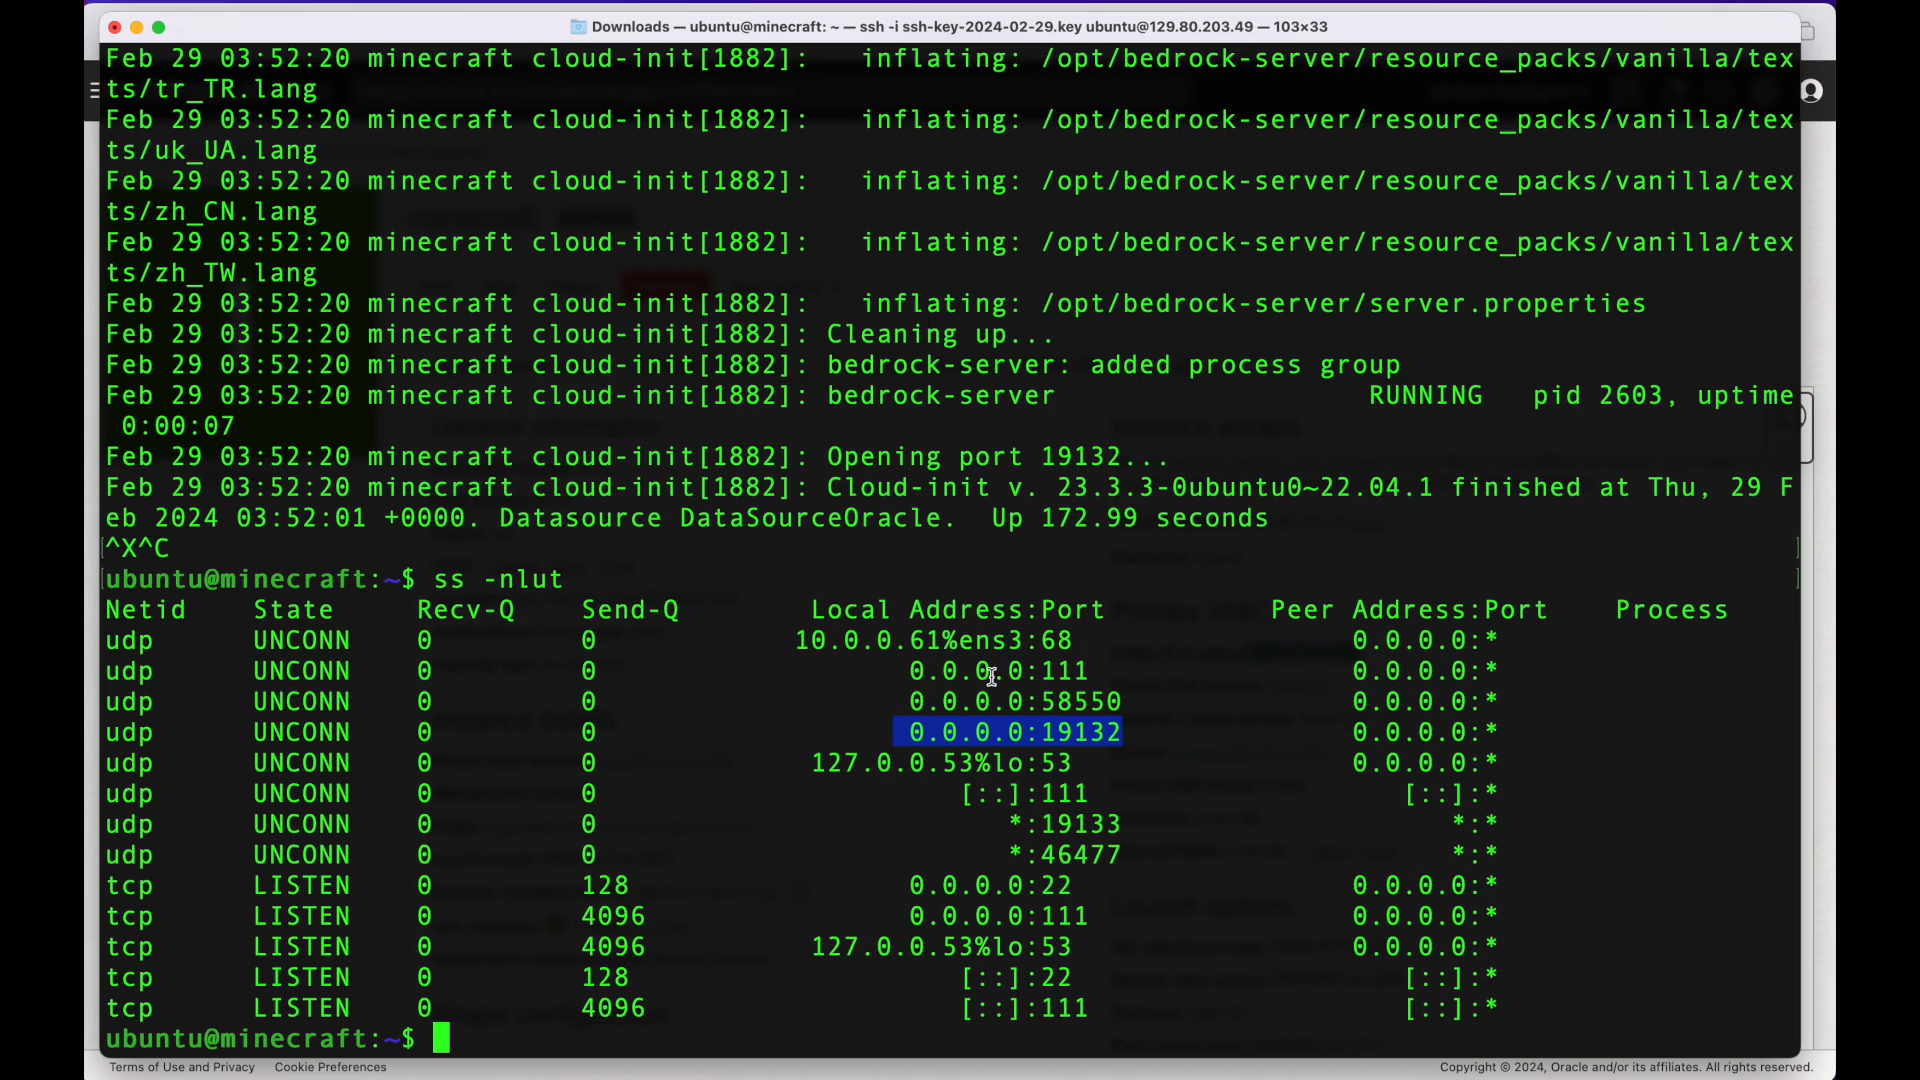 Downloads — ubuntu@minecraft: ~ — ssh -i ssh-key-2024-02-29.key ubuntu@129.80.203.49 — 103×33
Feb 29 03:52:20 minecraft cloud-init[1882]:   inflating: /opt/bedrock-server/resource_packs/vanilla/tex
ts/tr_TR.lang
Feb 29 03:52:20 minecraft cloud-init[1882]:   inflating: /opt/bedrock-server/resource_packs/vanilla/tex
ts/uk_UA.lang
Feb 29 03:52:20 minecraft cloud-init[1882]:   inflating: /opt/bedrock-server/resource_packs/vanilla/tex
ts/zh_CN.lang
Feb 29 03:52:20 minecraft cloud-init[1882]:   inflating: /opt/bedrock-server/resource_packs/vanilla/tex
ts/zh_TW.lang
Feb 29 03:52:20 minecraft cloud-init[1882]:   inflating: /opt/bedrock-server/server.properties
Feb 29 03:52:20 minecraft cloud-init[1882]: Cleaning up...
Feb 29 03:52:20 minecraft cloud-init[1882]: bedrock-server: added process group
Feb 29 03:52:20 minecraft cloud-init[1882]: bedrock-server                   RUNNING   pid 2603, uptime
 0:00:07
Feb 29 03:52:20 minecraft cloud-init[1882]: Opening port 19132...
Feb 29 03:52:20 minecraft cloud-init[1882]: Cloud-init v. 23.3.3-0ubuntu0~22.04.1 finished at Thu, 29 F
eb 2024 03:52:01 +0000. Datasource DataSourceOracle.  Up 172.99 seconds
^X^C
ubuntu@minecraft:~$ ss -nlut
Netid    State     Recv-Q    Send-Q        Local Address:Port          Peer Address:Port    Process
udp      UNCONN    0         0            10.0.0.61%ens3:68                 0.0.0.0:*
udp      UNCONN    0         0                   0.0.0.0:111                0.0.0.0:*
udp      UNCONN    0         0                   0.0.0.0:58550              0.0.0.0:*
udp      UNCONN    0         0                   0.0.0.0:19132              0.0.0.0:*
udp      UNCONN    0         0             127.0.0.53%lo:53                 0.0.0.0:*
udp      UNCONN    0         0                      [::]:111                   [::]:*
udp      UNCONN    0         0                         *:19133                    *:*
udp      UNCONN    0         0                         *:46477                    *:*
tcp      LISTEN    0         128                 0.0.0.0:22                 0.0.0.0:*
tcp      LISTEN    0         4096                0.0.0.0:111                0.0.0.0:*
tcp      LISTEN    0         4096          127.0.0.53%lo:53                 0.0.0.0:*
tcp      LISTEN    0         128                    [::]:22                    [::]:*
tcp      LISTEN    0         4096                   [::]:111                   [::]:*
ubuntu@minecraft:~$
Terms of Use and Privacy    Cookie Preferences    Copyright © 2024, Oracle and/or its affiliates. All rights reserved.